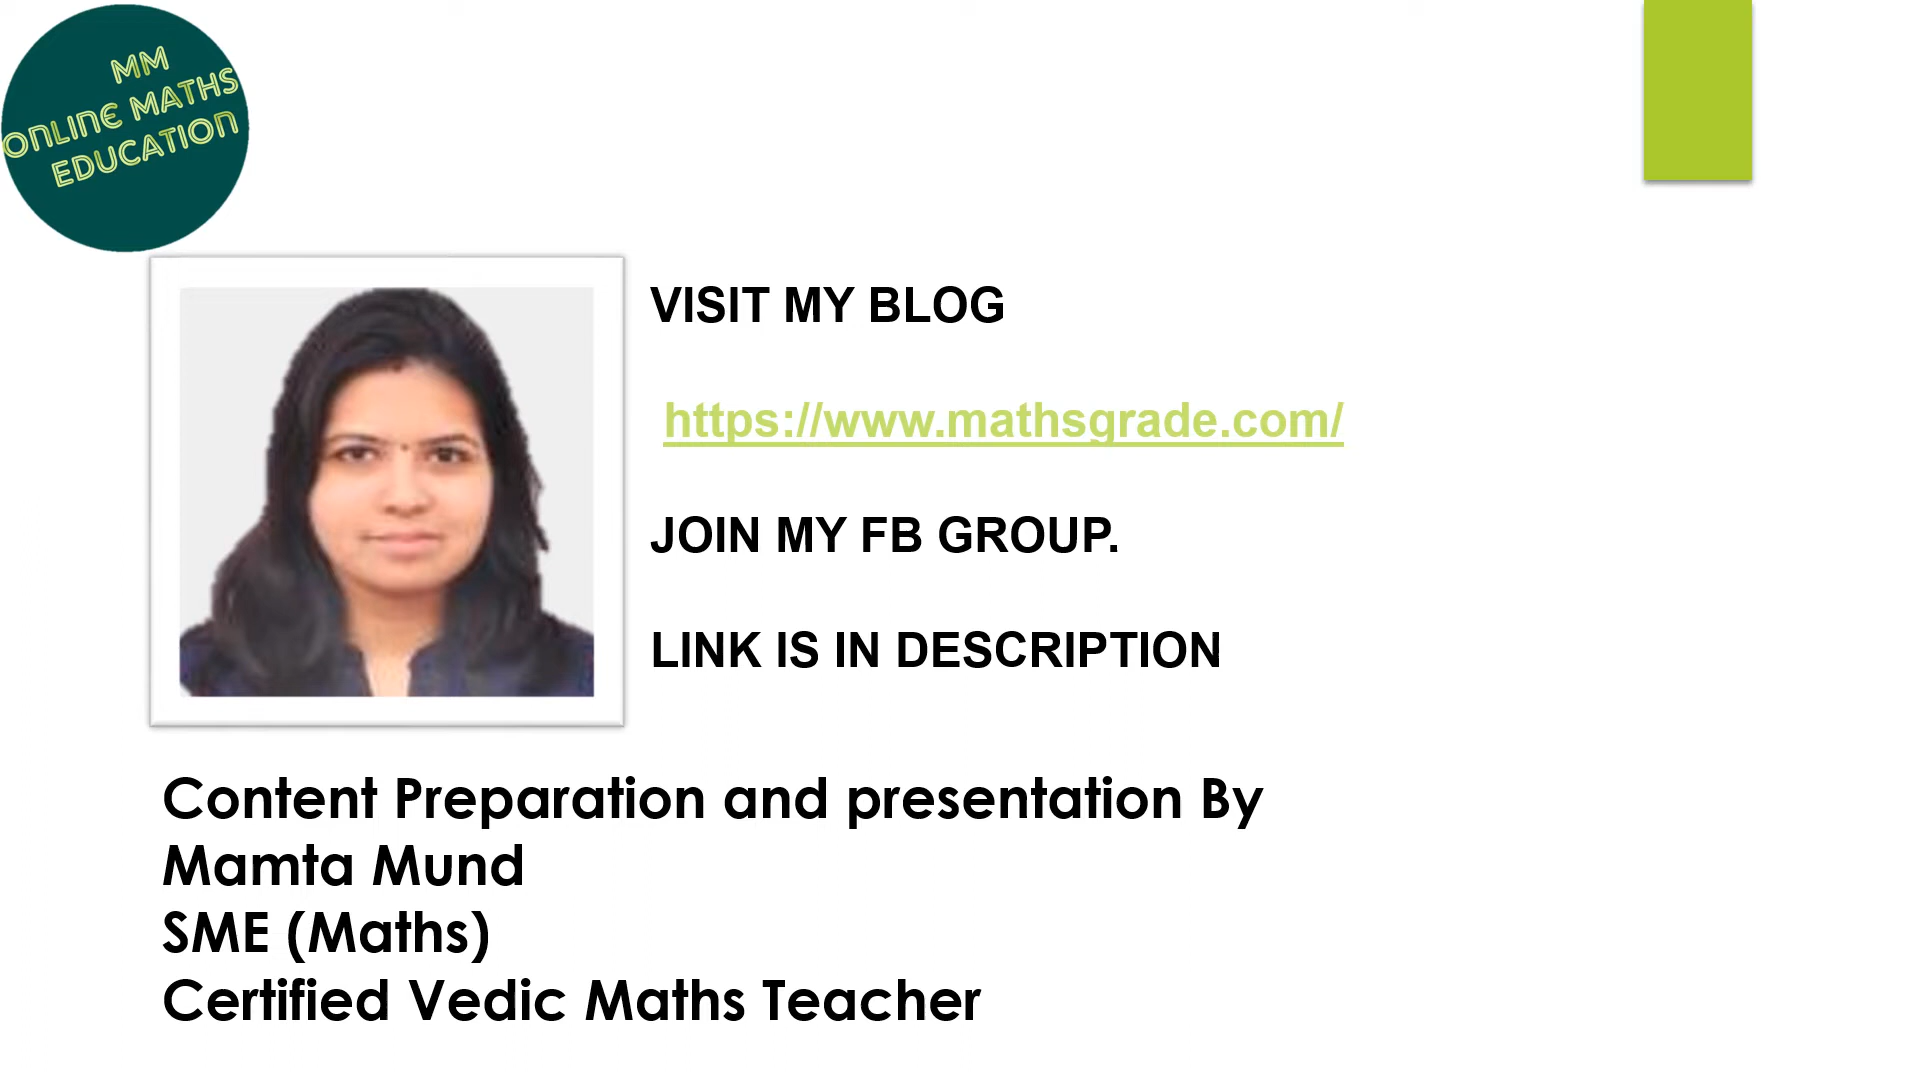 MM
ONLINE MATHS
EDUCATION
VISIT MY BLOG
https://www.mathsgrade.com/
JOIN MY FB GROUP.
LINK IS IN DESCRIPTION
Content Preparation and presentation By
Mamta Mund
SME (Maths)
Certified Vedic Maths Teacher